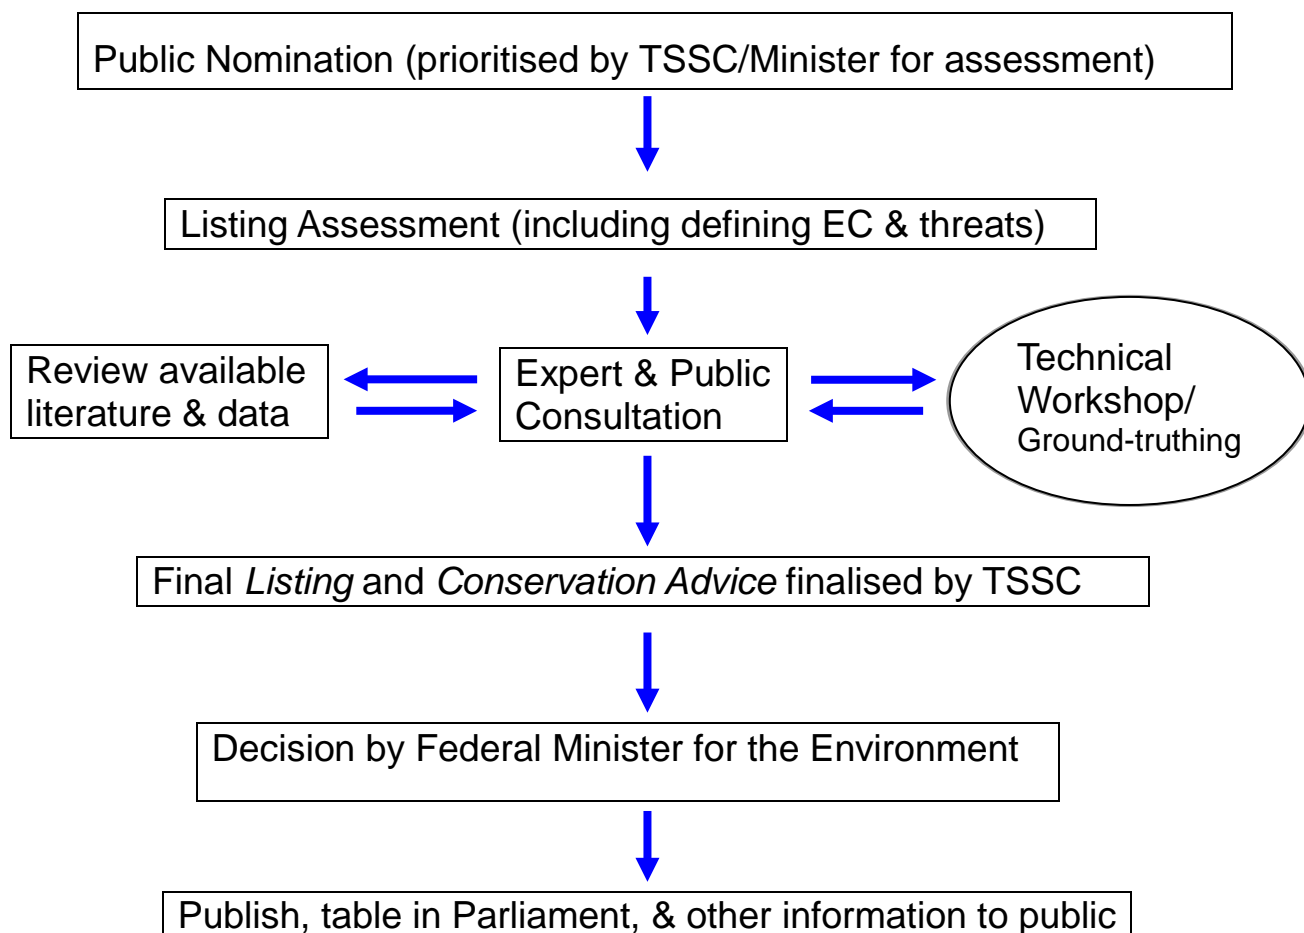 Public Nomination (prioritised by TSSC/Minister for assessment)
Listing Assessment (including defining EC & threats)
Review available
literature & data
Expert & Public
Consultation
Technical
Workshop/
Ground-truthing
Final Listing and Conservation Advice finalised by TSSC
Decision by Federal Minister for the Environment
Publish, table in Parliament, & other information to public